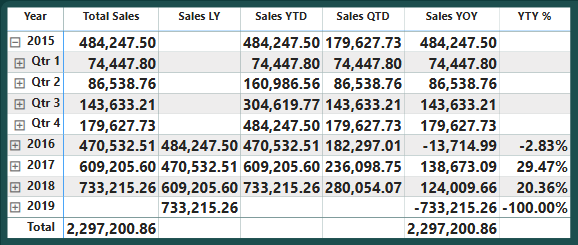 Year Total Sales Sales LY Sales YTD Sales QTD Sales YOY YTY %
2015 484,247.50 484,247.50 179,627.73 484,247.50
Qtr 1 74,447.80 74,447.80 74,447.80 74,447.80
Qtr 2 86,538.76 160,986.56 86,538.76 86,538.76
Qtr 3 143,633.21 304,619.77 143,633.21 143,633.21
Qtr 4 179,627.73 484,247.50 179,627.73 179,627.73
2016 470,532.51 484,247.50 470,532.51 182,297.01 -13,714.99 -2.83%
2017 609,205.60 470,532.51 609,205.60 236,098.75 138,673.09 29.47%
2018 733,215.26 609,205.60 733,215.26 280,054.07 124,009.66 20.36%
2019 733,215.26 -733,215.26 -100.00%
Total 2,297,200.86 2,297,200.86